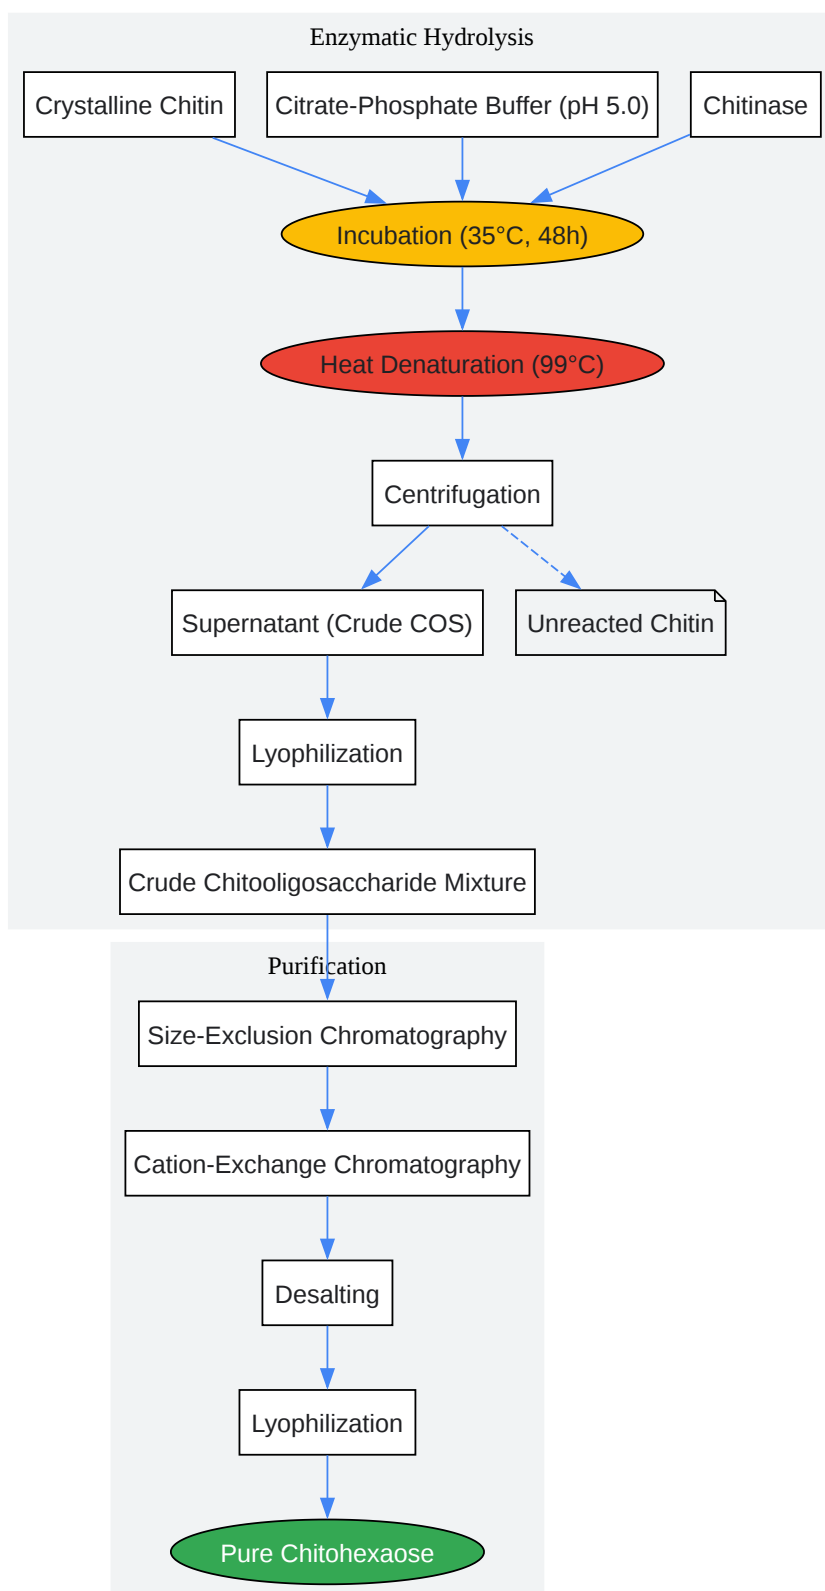 Enzymatic Hydrolysis
Crystalline Chitin
Citrate-Phosphate Buffer (pH 5.0)
Chitinase
Incubation (35°C, 48h)
Heat Denaturation (99°C)
Centrifugation
Supernatant (Crude COS)
Unreacted Chitin
Lyophilization
Crude Chitooligosaccharide Mixture
Purification
Size-Exclusion Chromatography
Cation-Exchange Chromatography
Desalting
Lyophilization
Pure Chitohexaose